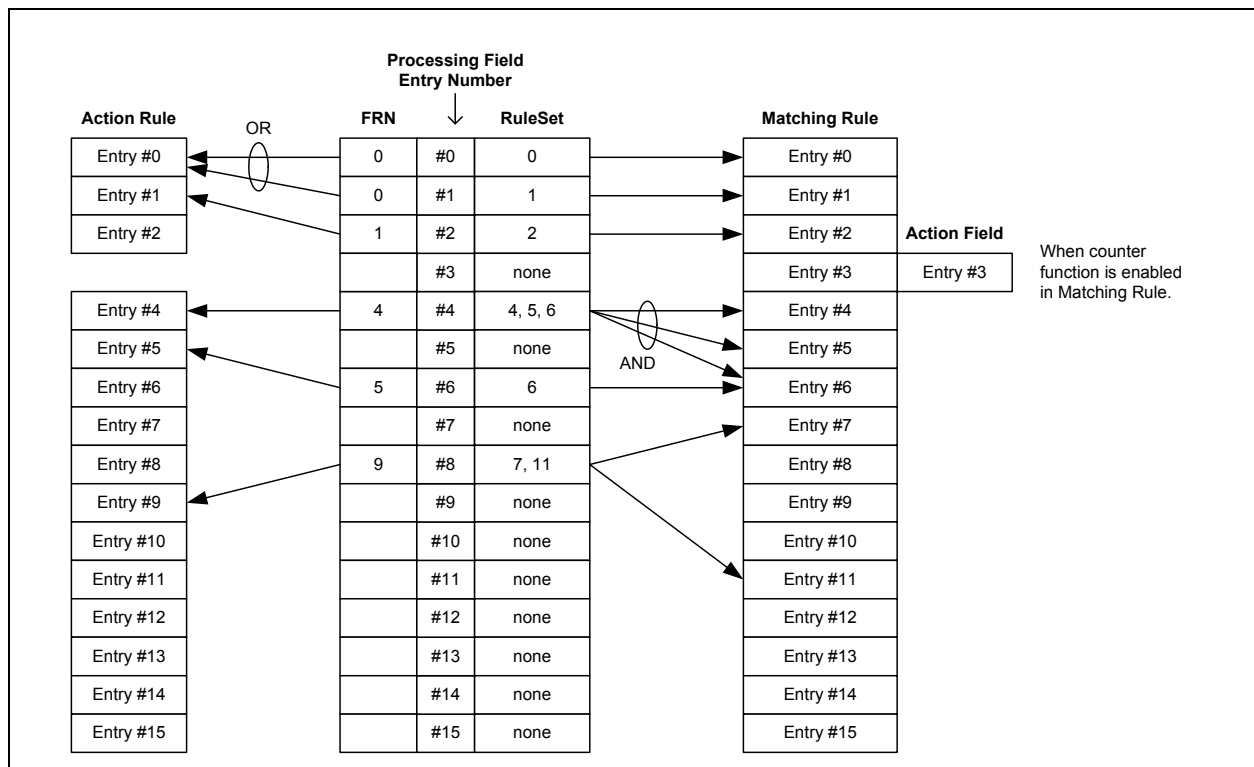 Processing Field
Entry Number
Action Rule
OR
FRN
RuleSet
Matching Rule
Entry #0 0 #0 0 Entry #0
Entry #1 0 #1 1 Entry #1
Entry #2 1 #2 2 Entry #2 Action Field
#3 none Entry #3 Entry #3
When counter
function is enabled
in Matching Rule.
Entry #4 4 #4 4, 5, 6 Entry #4
Entry #5 #5 none Entry #5
AND
Entry #6 5 #6 6 Entry #6
Entry #7 #7 none Entry #7
Entry #8 9 #8 7, 11 Entry #8
Entry #9 #9 none Entry #9
Entry #10 #10 none Entry #10
Entry #11 #11 none Entry #11
Entry #12 #12 none Entry #12
Entry #13 #13 none Entry #13
Entry #14 #14 none Entry #14
Entry #15 #15 none Entry #15